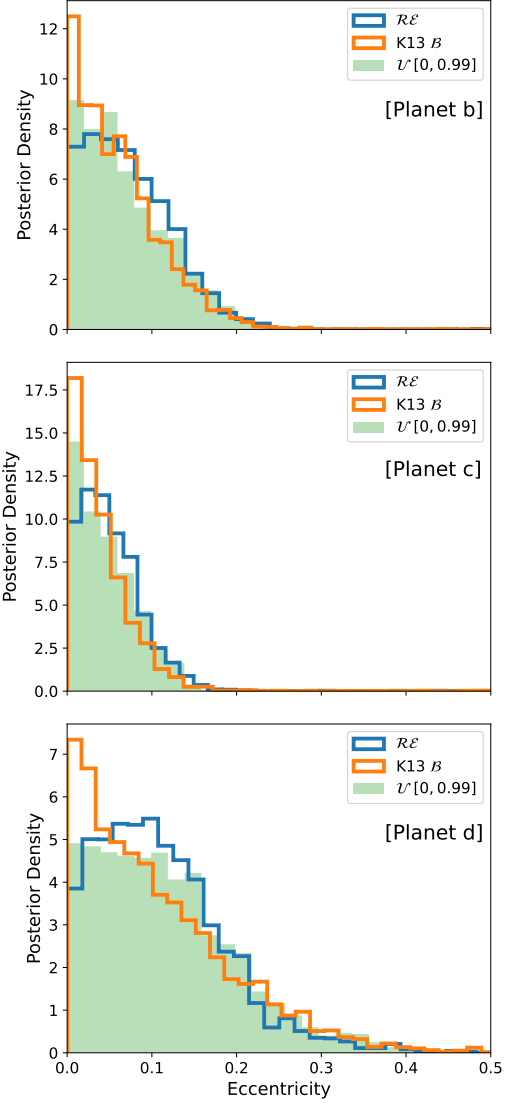 12
10
8
6
4
2
0
Posterior Density
ℛℰ
K13 ℬ
𝒰 [0, 0.99]
[Planet b]
17.5
15.0
12.5
10.0
7.5
5.0
2.5
0.0
Posterior Density
ℛℰ
K13 ℬ
𝒰 [0, 0.99]
[Planet c]
7
6
5
4
3
2
1
0
Posterior Density
ℛℰ
K13 ℬ
𝒰 [0, 0.99]
[Planet d]
0.0 0.1 0.2 0.3 0.4 0.5
Eccentricity